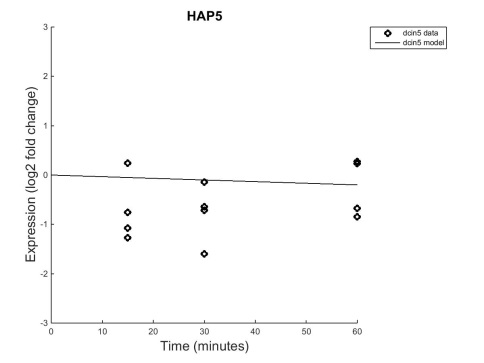 HAP5
dcin5 data
dcin5 model
Expression (log2 fold change)
3
2
1
0
-1
-2
-3
0 10 20 30 40 50 60
Time (minutes)